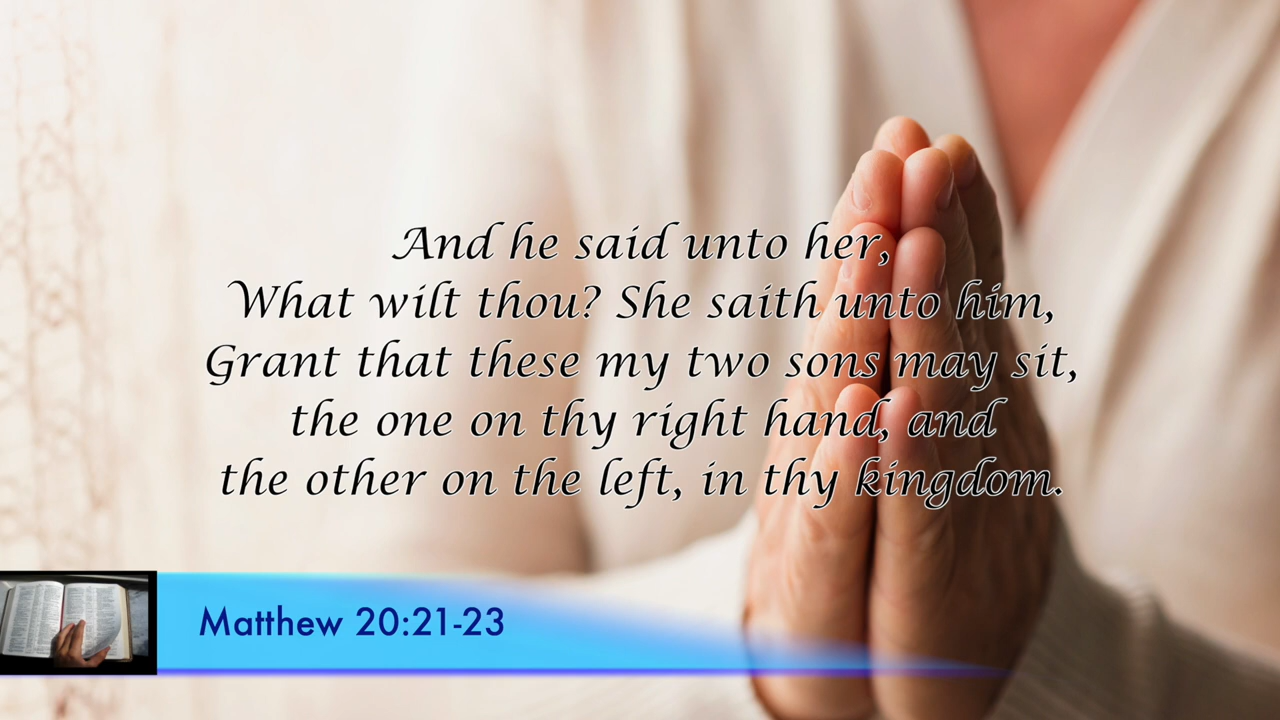 And he said unto her,
What wilt thou? She saith unto him,
Grant that these my two sons may sit,
the one on thy right hand, and
the other on the left, in thy kingdom.
Matthew 20:21-23